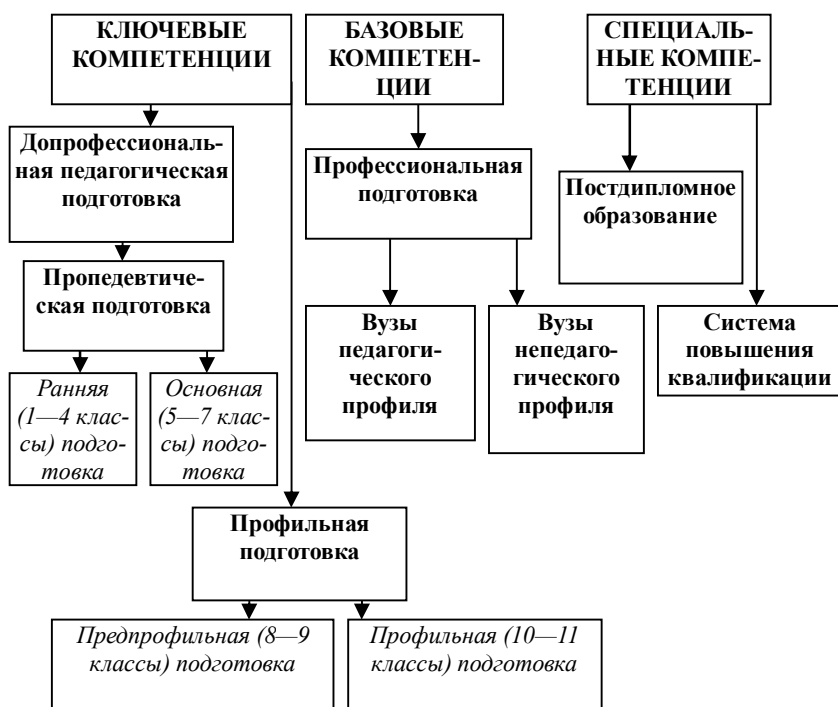 КЛЮЧЕВЫЕ
КОМПЕТЕНЦИИ
БАЗОВЫЕ
КОМПЕТЕН-
ЦИИ
СПЕЦИАЛЬ-
НЫЕ КОМПЕ-
ТЕНЦИИ
Допрофессиональ-
ная педагогическая
подготовка
Профессиональная
подготовка
Постдипломное
образование
Пропедевтиче-
ская подготовка
Вузы
педагоги-
ческого
профиля
Вузы
непедаго-
гического
профиля
Система
повышения
квалификации
Ранняя
(1—4 клас-
сы) подго-
товка
Основная
(5—7 клас-
сы) подго-
товка
Профильная
подготовка
Предпрофильная (8—9
классы) подготовка
Профильная (10—11
классы) подготовка